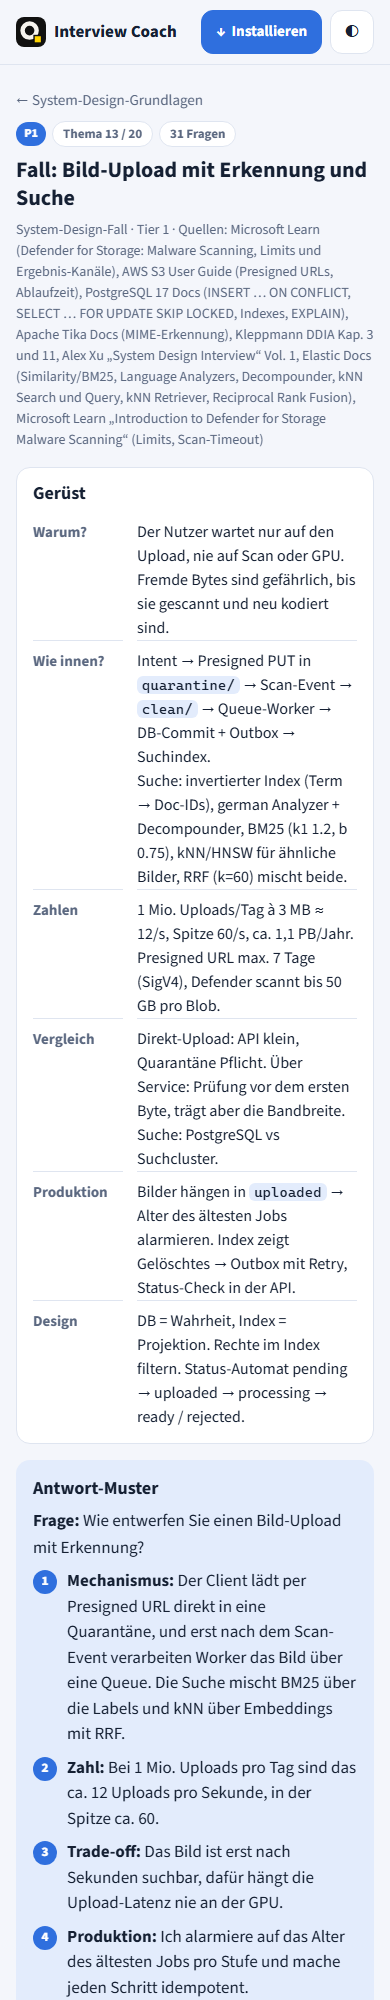 Interview Coach
↓ Installieren
← System-Design-Grundlagen
P1
Thema 13 / 20
31 Fragen
Fall: Bild-Upload mit Erkennung und
Suche
System-Design-Fall · Tier 1 · Quellen: Microsoft Learn
(Defender for Storage: Malware Scanning, Limits und
Ergebnis-Kanäle), AWS S3 User Guide (Presigned URLs,
Ablaufzeit), PostgreSQL 17 Docs (INSERT … ON CONFLICT,
SELECT … FOR UPDATE SKIP LOCKED, Indexes, EXPLAIN),
Apache Tika Docs (MIME-Erkennung), Kleppmann DDIA Kap. 3
und 11, Alex Xu „System Design Interview“ Vol. 1, Elastic Docs
(Similarity/BM25, Language Analyzers, Decompounder, kNN
Search und Query, kNN Retriever, Reciprocal Rank Fusion),
Microsoft Learn „Introduction to Defender for Storage
Malware Scanning“ (Limits, Scan-Timeout)
Gerüst
Warum?
Der Nutzer wartet nur auf den
Upload, nie auf Scan oder GPU.
Fremde Bytes sind gefährlich, bis
sie gescannt und neu kodiert
sind.
Wie innen?
Intent → Presigned PUT in
quarantine/ → Scan-Event →
clean/ → Queue-Worker →
DB-Commit + Outbox →
Suchindex.
Suche: invertierter Index (Term
→ Doc-IDs), german Analyzer +
Decompounder, BM25 (k1 1.2, b
0.75), kNN/HNSW für ähnliche
Bilder, RRF (k=60) mischt beide.
Zahlen
1 Mio. Uploads/Tag à 3 MB ≈
12/s, Spitze 60/s, ca. 1,1 PB/Jahr.
Presigned URL max. 7 Tage
(SigV4), Defender scannt bis 50
GB pro Blob.
Vergleich
Direkt-Upload: API klein,
Quarantäne Pflicht. Über
Service: Prüfung vor dem ersten
Byte, trägt aber die Bandbreite.
Suche: PostgreSQL vs
Suchcluster.
Produktion
Bilder hängen in uploaded →
Alter des ältesten Jobs
alarmieren. Index zeigt
Gelöschtes → Outbox mit Retry,
Status-Check in der API.
Design
DB = Wahrheit, Index =
Projektion. Rechte im Index
filtern. Status-Automat pending
→ uploaded → processing →
ready / rejected.
Antwort-Muster
Frage: Wie entwerfen Sie einen Bild-Upload
mit Erkennung?
1 Mechanismus: Der Client lädt per
Presigned URL direkt in eine
Quarantäne, und erst nach dem Scan-
Event verarbeiten Worker das Bild über
eine Queue. Die Suche mischt BM25 über
die Labels und kNN über Embeddings
mit RRF.
2 Zahl: Bei 1 Mio. Uploads pro Tag sind das
ca. 12 Uploads pro Sekunde, in der
Spitze ca. 60.
3 Trade-off: Das Bild ist erst nach
Sekunden suchbar, dafür hängt die
Upload-Latenz nie an der GPU.
4 Produktion: Ich alarmiere auf das Alter
des ältesten Jobs pro Stufe und mache
jeden Schritt idempotent.